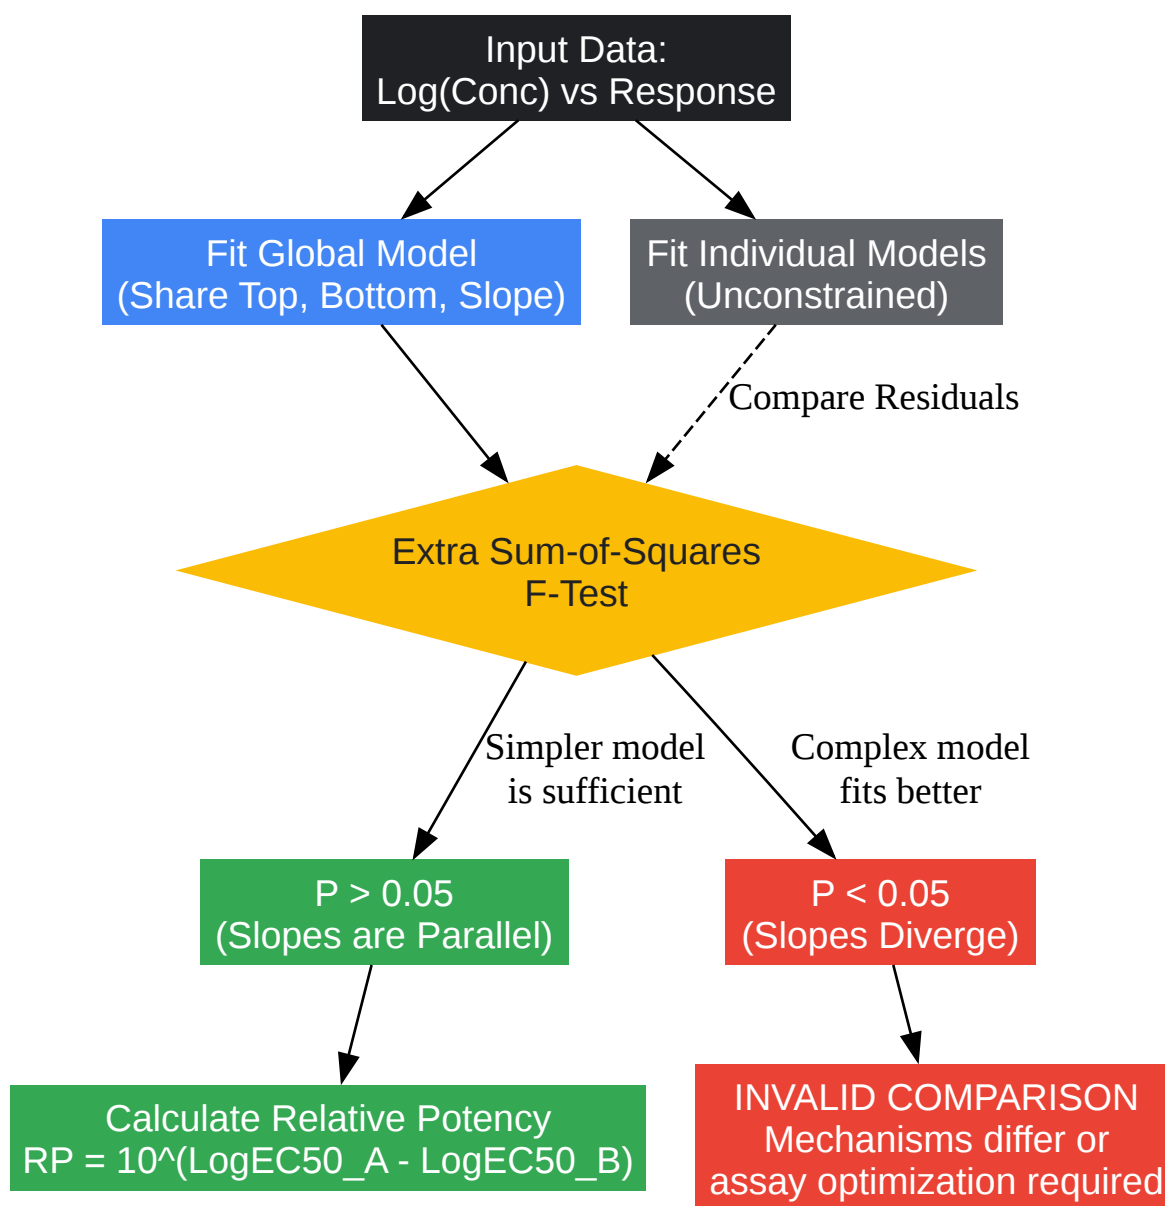 Input Data:
Log(Conc) vs Response
Fit Global Model
(Share Top, Bottom, Slope)
Fit Individual Models
(Unconstrained)
Compare Residuals
Extra Sum-of-Squares
F-Test
Simpler model
is sufficient
Complex model
fits better
P > 0.05
(Slopes are Parallel)
P < 0.05
(Slopes Diverge)
Calculate Relative Potency
RP = 10^(LogEC50_A - LogEC50_B)
INVALID COMPARISON
Mechanisms differ or
assay optimization required